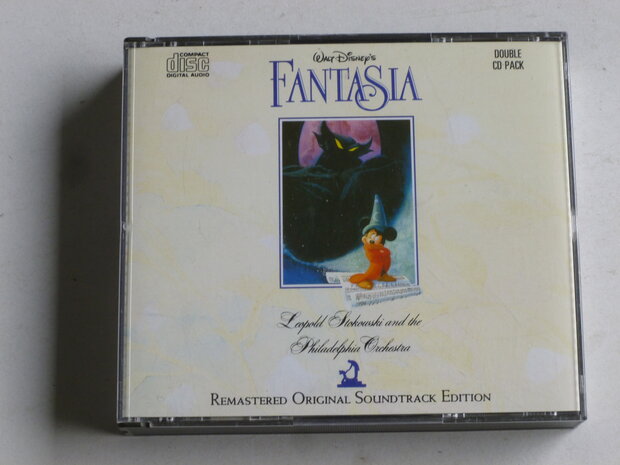 COMPACT
disc
DIGITAL AUDIO
DOUBLE
CD PACK
WALT DISNEY'S
FANTASIA
Leopold Stokowski and the
Philadelphia Orchestra
REMASTERED ORIGINAL SOUNDTRACK EDITION